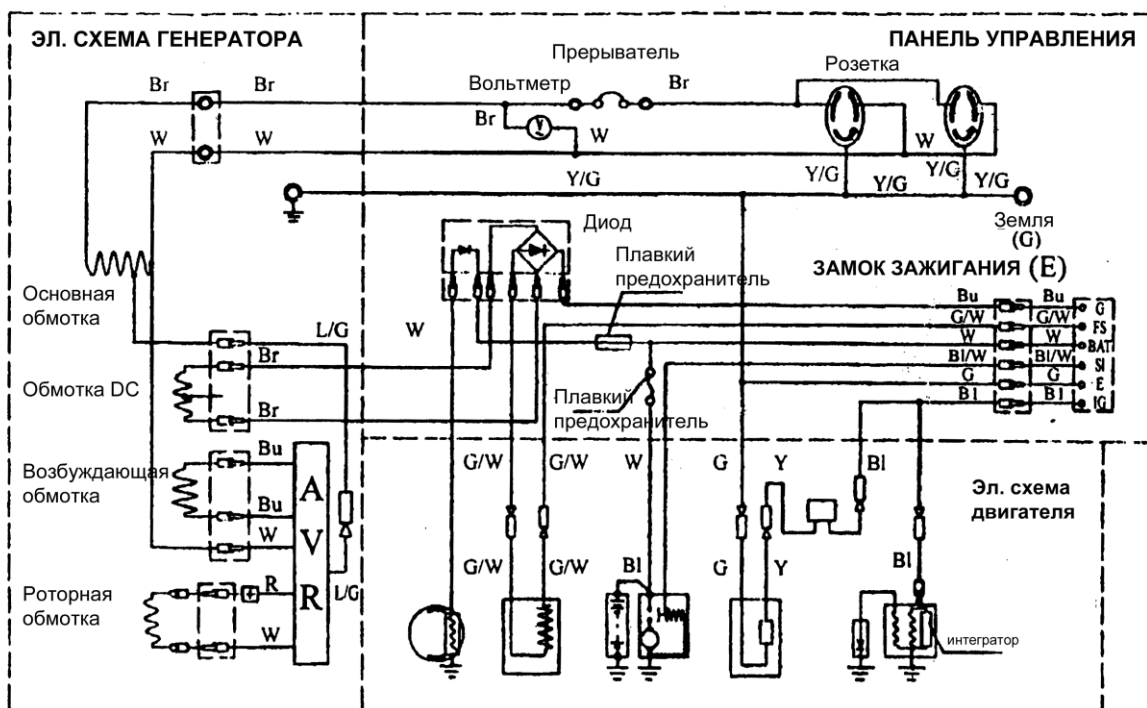 ЭЛ. СХЕМА ГЕНЕРАТОРА
ПАНЕЛЬ УПРАВЛЕНИЯ
Прерыватель
Вольтметр
Розетка
Br
Br
Br
Br
V
W
W
W
W
Y/G
Y/G
Y/G
Y/G
Y/G
Земля
(G)
Диод
Плавкий
предохранитель
ЗАМОК ЗАЖИГАНИЯ (E)
Основная
обмотка
L/G
W
Bu
Bu
G
G/W
G/W
FS
W
W
BAT
Bl/W
Bl/W
SI
G
G
E
Bl
Bl
IG
Br
Обмотка DC
Br
Плавкий
предохранитель
Возбуждающая
обмотка
Bu
Bu
W
AVR
G/W
G/W
W
G
Y
Bl
Эл. схема
двигателя
Роторная
обмотка
R
W
L/G
G/W
G/W
Bl
G
Y
Bl
интегратор